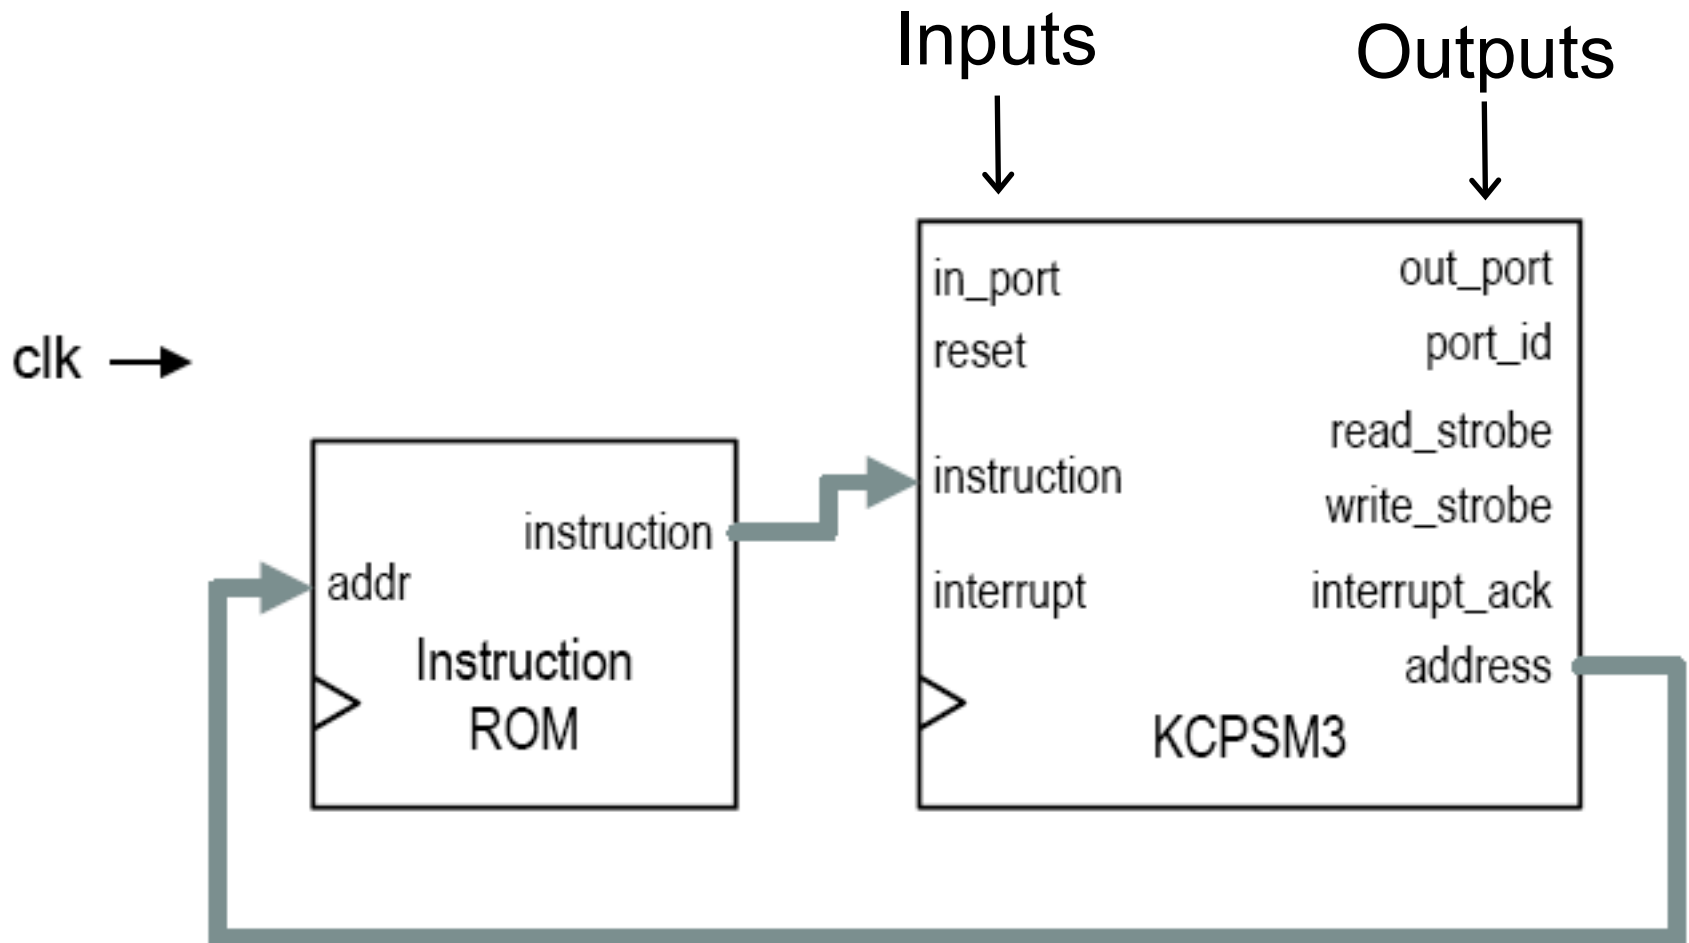 Inputs
Outputs
clk
in_port
out_port
reset
port_id
read_strobe
instruction
write_strobe
interrupt
interrupt_ack
address
KCPSM3
instruction
addr
Instruction
ROM